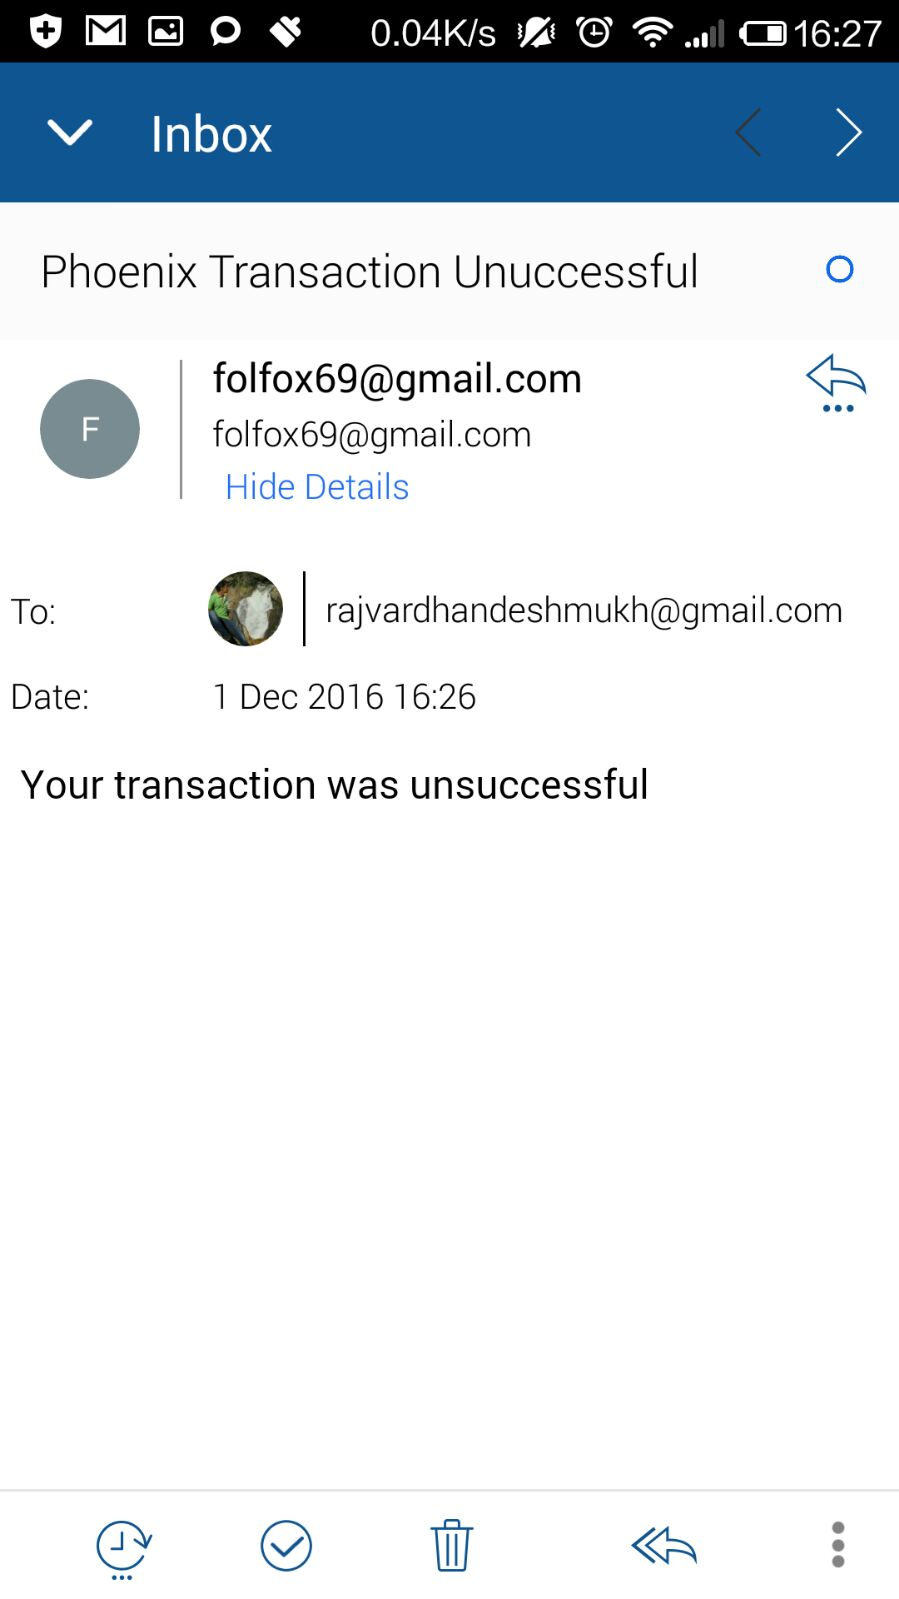 0.04K/s 16:27
Inbox
Phoenix Transaction Unuccessful
F
folfox69@gmail.com
folfox69@gmail.com
Hide Details
To: rajvardhandeshmukh@gmail.com
Date: 1 Dec 2016 16:26
Your transaction was unsuccessful